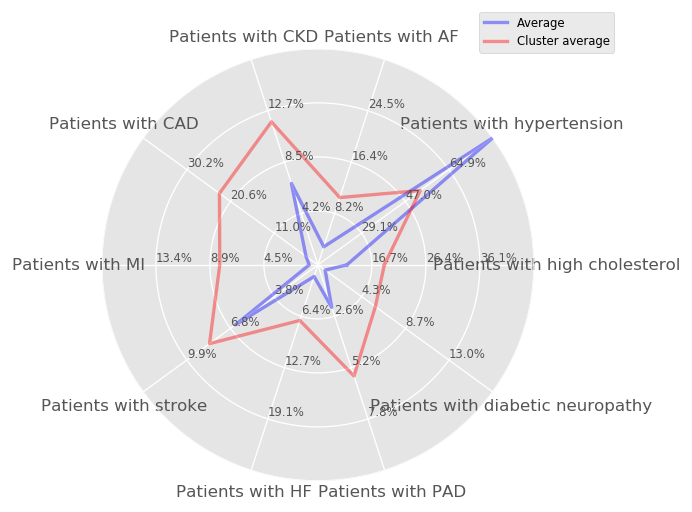 Average
Cluster average
Patients with CKD
Patients with AF
12.7%
24.5%
Patients with CAD
Patients with hypertension
8.5%
16.4%
30.2%
64.9%
20.6%
47.0%
4.2%
8.2%
11.0%
29.1%
Patients with MI
13.4%
8.9%
4.5%
16.7%
26.4%
36.1%
Patients with high cholesterol
3.8%
4.3%
6.4%
2.6%
6.8%
8.7%
9.9%
12.7%
5.2%
13.0%
Patients with stroke
19.1%
7.8%
Patients with diabetic neuropathy
Patients with HF
Patients with PAD